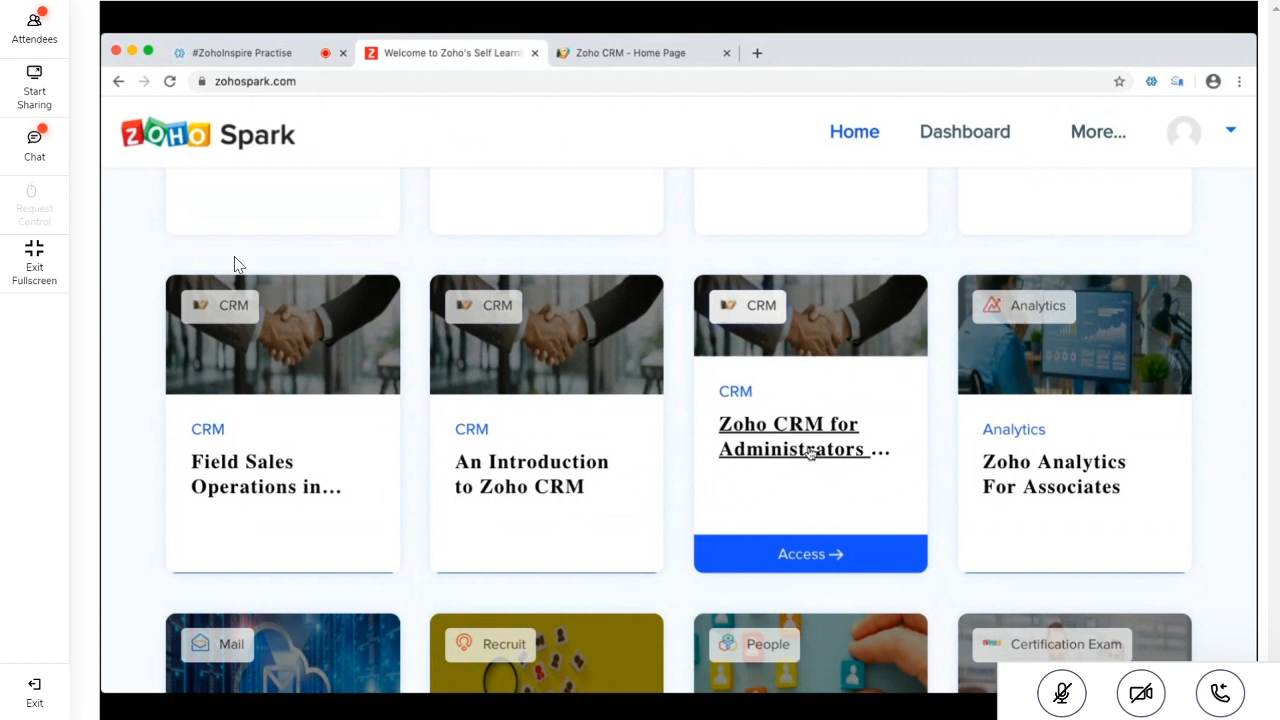 Attendees
Start
Sharing
Chat
Request
Control
Exit
Fullscreen
Exit
#ZohoInspire Practise
Welcome to Zoho's Self Learni
Zoho CRM - Home Page
zohospark.com
ZOHO Spark
Home
Dashboard
More...
CRM
CRM
Field Sales
Operations in...
CRM
CRM
An Introduction
to Zoho CRM
CRM
CRM
Zoho CRM for
Administrators ...
Access →
Analytics
Analytics
Zoho Analytics
For Associates
Mail
Recruit
People
Certification Exam